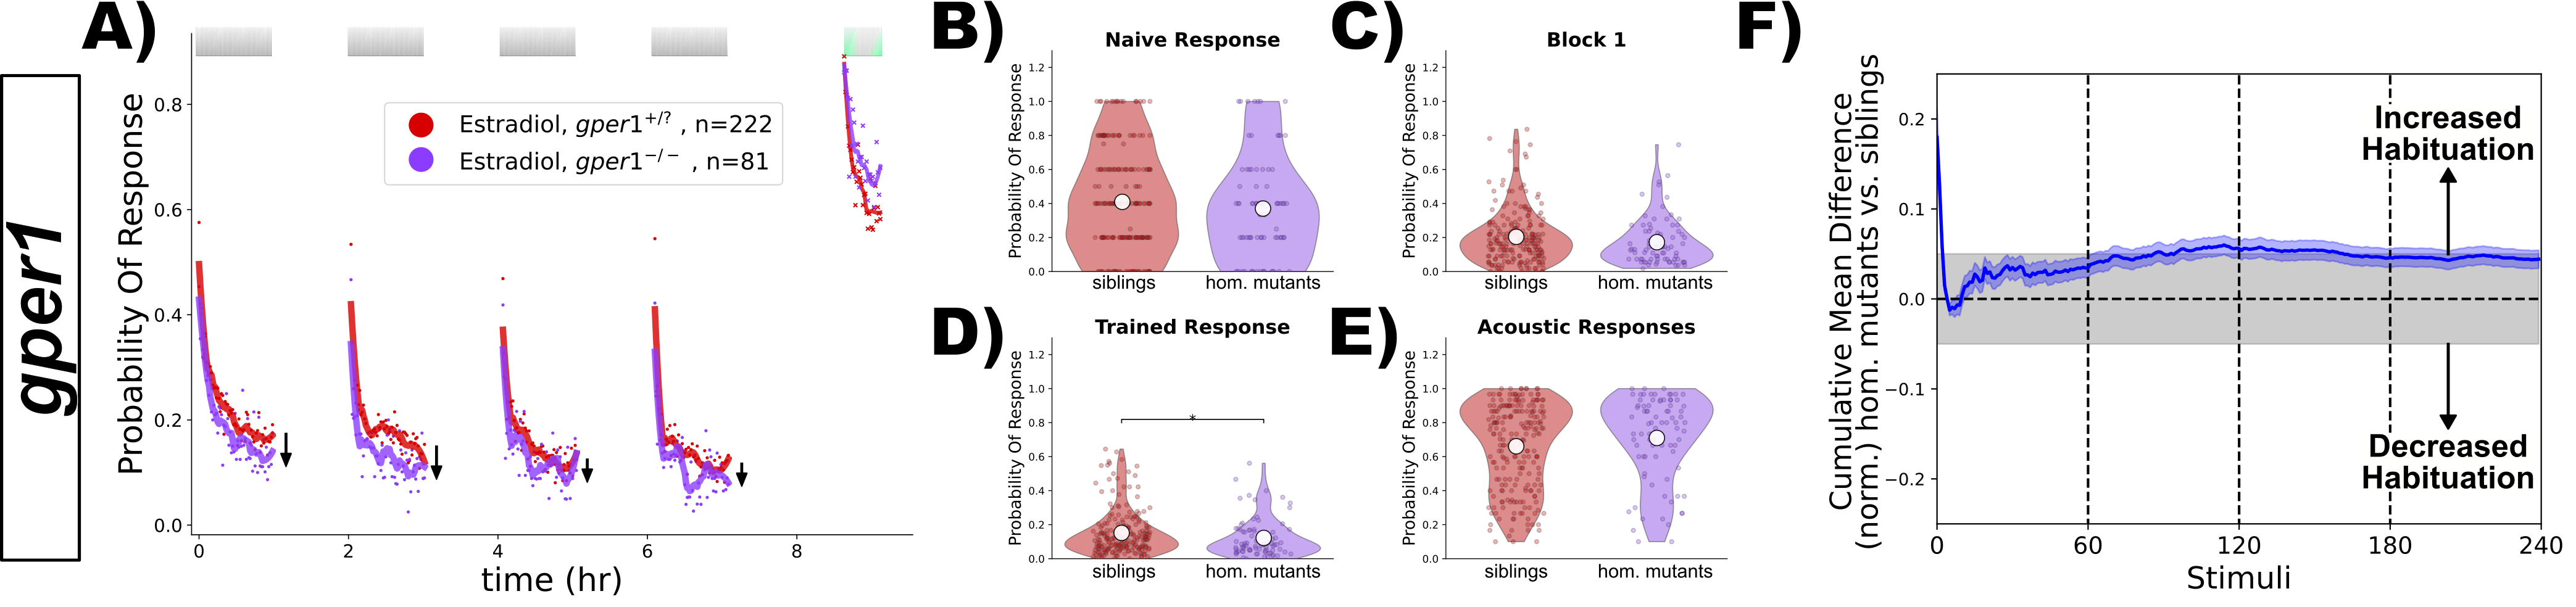 gper1
A)
Probability Of Response
0.8
0.6
0.4
0.2
0.0
Estradiol, gper1+/? , n=222
Estradiol, gper1−/− , n=81
0 2 4 6 8
time (hr)
B)
Naive Response
Probability Of Response
1.2
1.0
0.8
0.6
0.4
0.2
0.0
siblings hom. mutants
C)
Block 1
Probability Of Response
1.2
1.0
0.8
0.6
0.4
0.2
0.0
siblings hom. mutants
D)
Trained Response
Probability Of Response
1.2
1.0
0.8
0.6
0.4
0.2
0.0
*
siblings hom. mutants
E)
Acoustic Responses
Probability Of Response
1.2
1.0
0.8
0.6
0.4
0.2
0.0
siblings hom. mutants
F)
Cumulative Mean Difference
(norm.) hom. mutants vs. siblings
0.2
0.1
0.0
−0.1
−0.2
Increased
Habituation
Decreased
Habituation
0 60 120 180 240
Stimuli